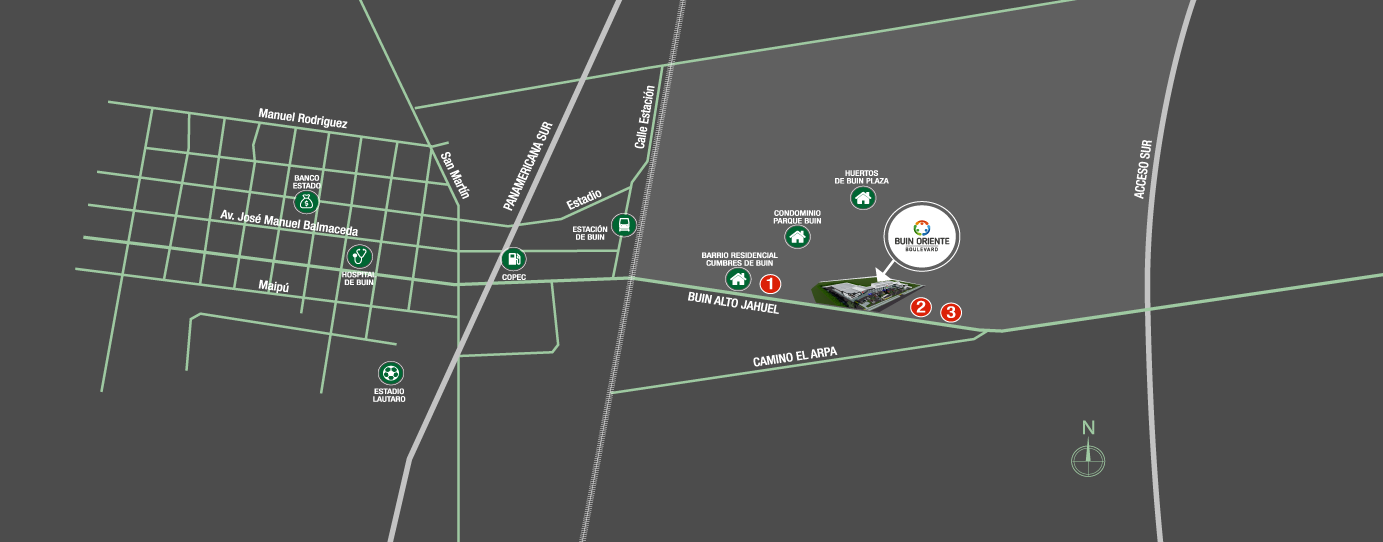 Manuel Rodriguez
San Martín
PANAMERICANA SUR
Calle Estación
ACCESO SUR
BANCO
ESTADO
Av. José Manuel Balmaceda
HOSPITAL
DE BUIN
Maipú
ESTADIO
LAUTARO
COPEC
Estadio
ESTACIÓN
DE BUIN
HUERTOS
DE BUIN PLAZA
CONDOMINIO
PARQUE BUIN
BARRIO RESIDENCIAL
CUMBRES DE BUIN
1
BUIN ORIENTE
BOULEVARD
2
3
BUIN ALTO JAHUEL
CAMINO EL ARPA
N